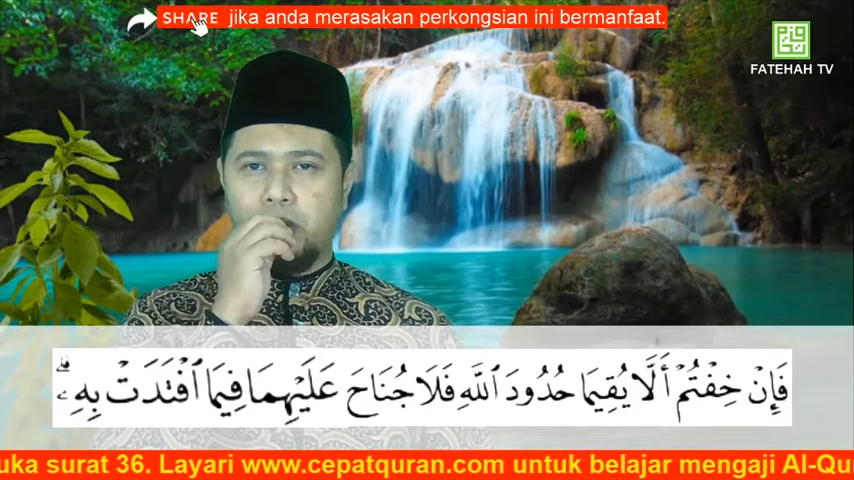 SHARE jika anda merasakan perkongsian ini bermanfaat.
FATEHAH TV
فَإِنْ خِفْتُمْ أَلَّا يُقِيمَا حُدُودَ ٱللَّهِ فَلَا جُنَاحَ عَلَيْهِمَا فِيمَا ٱفْتَدَتْ بِهِۦ ۗ
uka surat 36. Layari www.cepatquran.com untuk belajar mengaji Al-Qu